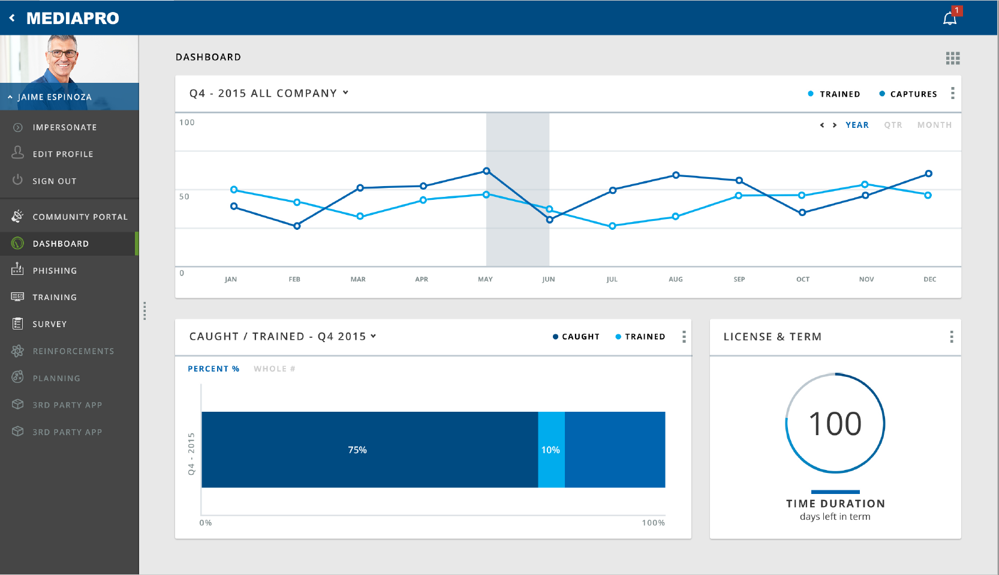 MEDIAPRO
1
JAIME ESPINOZA
IMPERSONATE
EDIT PROFILE
SIGN OUT
COMMUNITY PORTAL
DASHBOARD
PHISHING
TRAINING
SURVEY
REINFORCEMENTS
PLANNING
3RD PARTY APP
3RD PARTY APP
DASHBOARD
Q4 - 2015 ALL COMPANY
TRAINED CAPTURES
100
YEAR QTR MONTH
50
0
JAN FEB MAR APR MAY JUN JUL AUG SEP OCT NOV DEC
CAUGHT / TRAINED - Q4 2015
CAUGHT TRAINED
PERCENT % WHOLE #
Q4 - 2015
75% 10%
0% 100%
LICENSE & TERM
100
TIME DURATION
days left in term